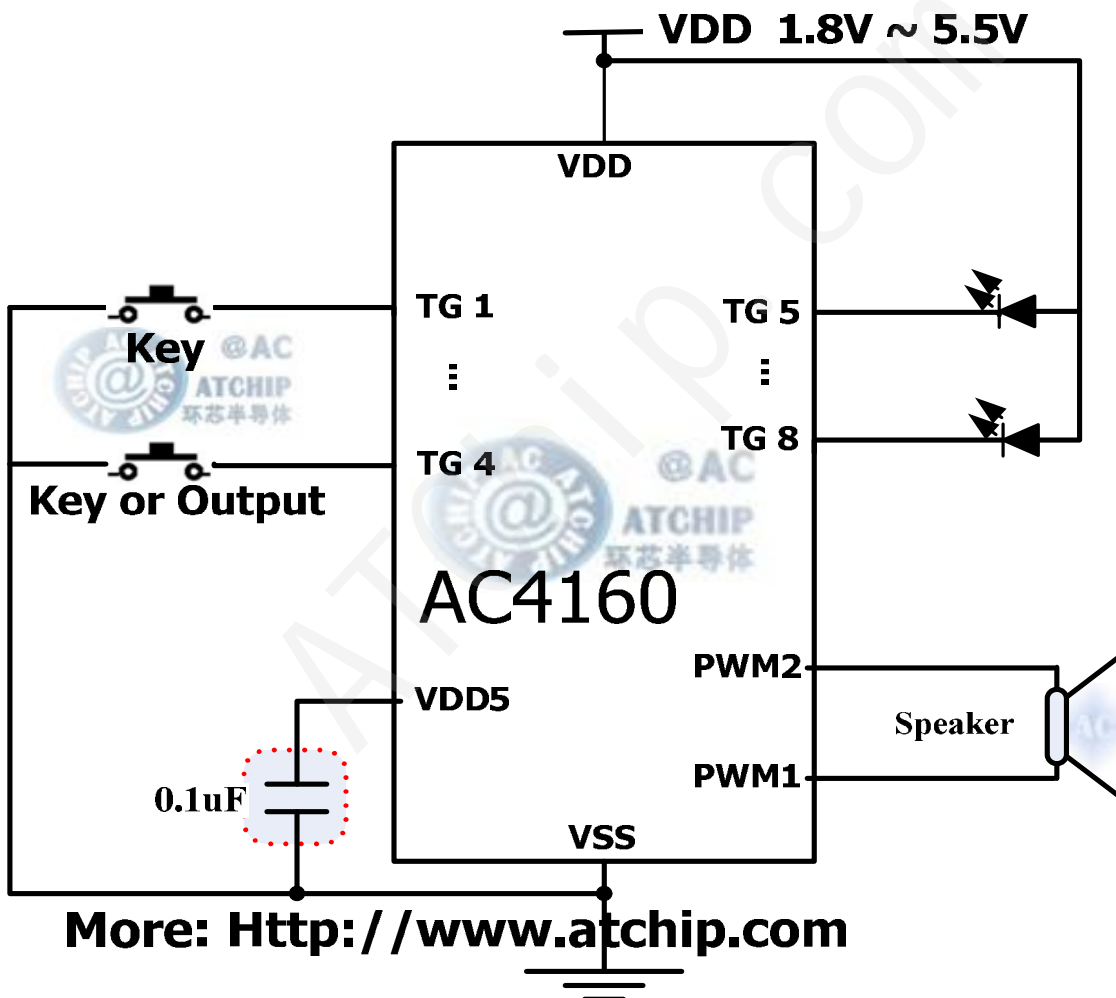 VDD 1.8V ~ 5.5V
VDD
TG 1
TG 5
Key
@AC
ATCHIP
环芯半导体
⋮
⋮
TG 4
TG 8
Key or Output
@AC
ATCHIP
环芯半导体
AC4160
PWM2
VDD5
Speaker
AC
PWM1
0.1uF
VSS
More: Http://www.atchip.com
ATchip com